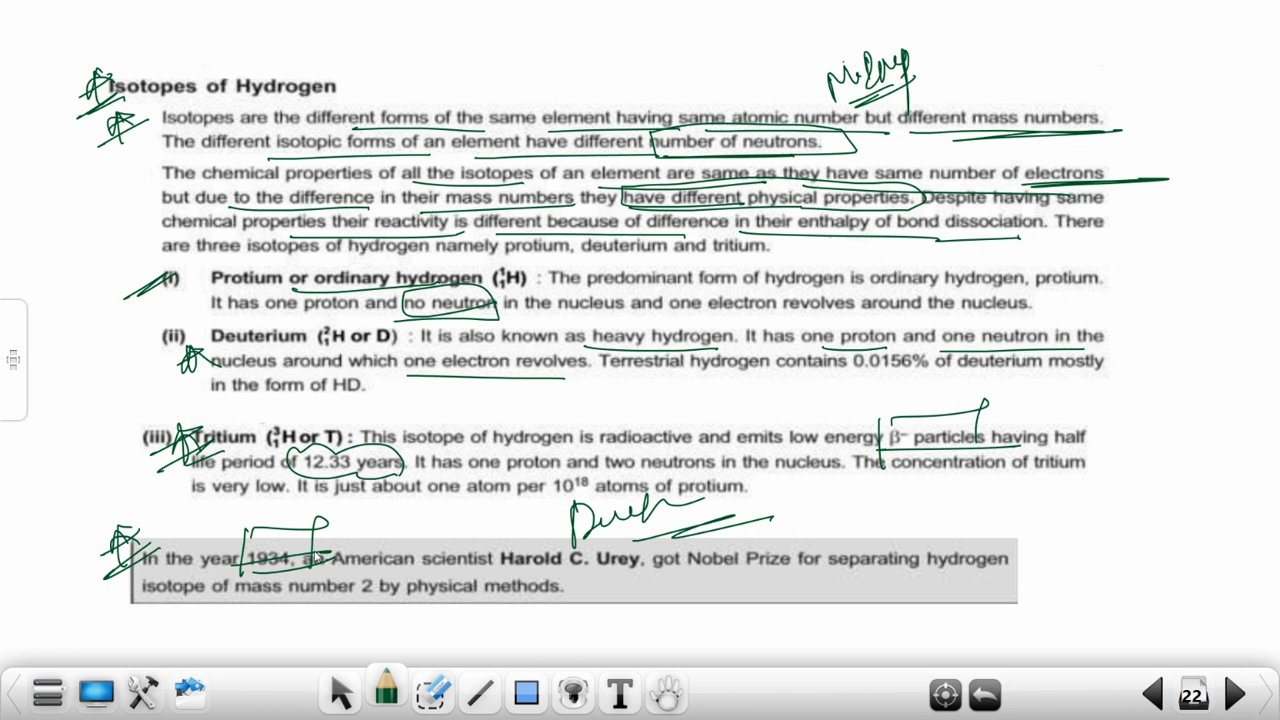 Isotopes of Hydrogen
Isotopes are the different forms of the same element having same atomic number but different mass numbers.
The different isotopic forms of an element have different number of neutrons.
The chemical properties of all the isotopes of an element are same as they have same number of electrons
but due to the difference in their mass numbers they have different physical properties. Despite having same
chemical properties their reactivity is different because of difference in their enthalpy of bond dissociation. There
are three isotopes of hydrogen namely protium, deuterium and tritium.
(i) Protium or ordinary hydrogen (¹₁H) : The predominant form of hydrogen is ordinary hydrogen, protium.
It has one proton and no neutron in the nucleus and one electron revolves around the nucleus.
(ii) Deuterium (²₁H or D) : It is also known as heavy hydrogen. It has one proton and one neutron in the
nucleus around which one electron revolves. Terrestrial hydrogen contains 0.0156% of deuterium mostly
in the form of HD.
(iii) Tritium (³₁H or T) : This isotope of hydrogen is radioactive and emits low energy β⁻ particles having half
life period of 12.33 years. It has one proton and two neutrons in the nucleus. The concentration of tritium
is very low. It is just about one atom per 10¹⁸ atoms of protium.
In the year 1934, an American scientist Harold C. Urey, got Nobel Prize for separating hydrogen
isotope of mass number 2 by physical methods.
22